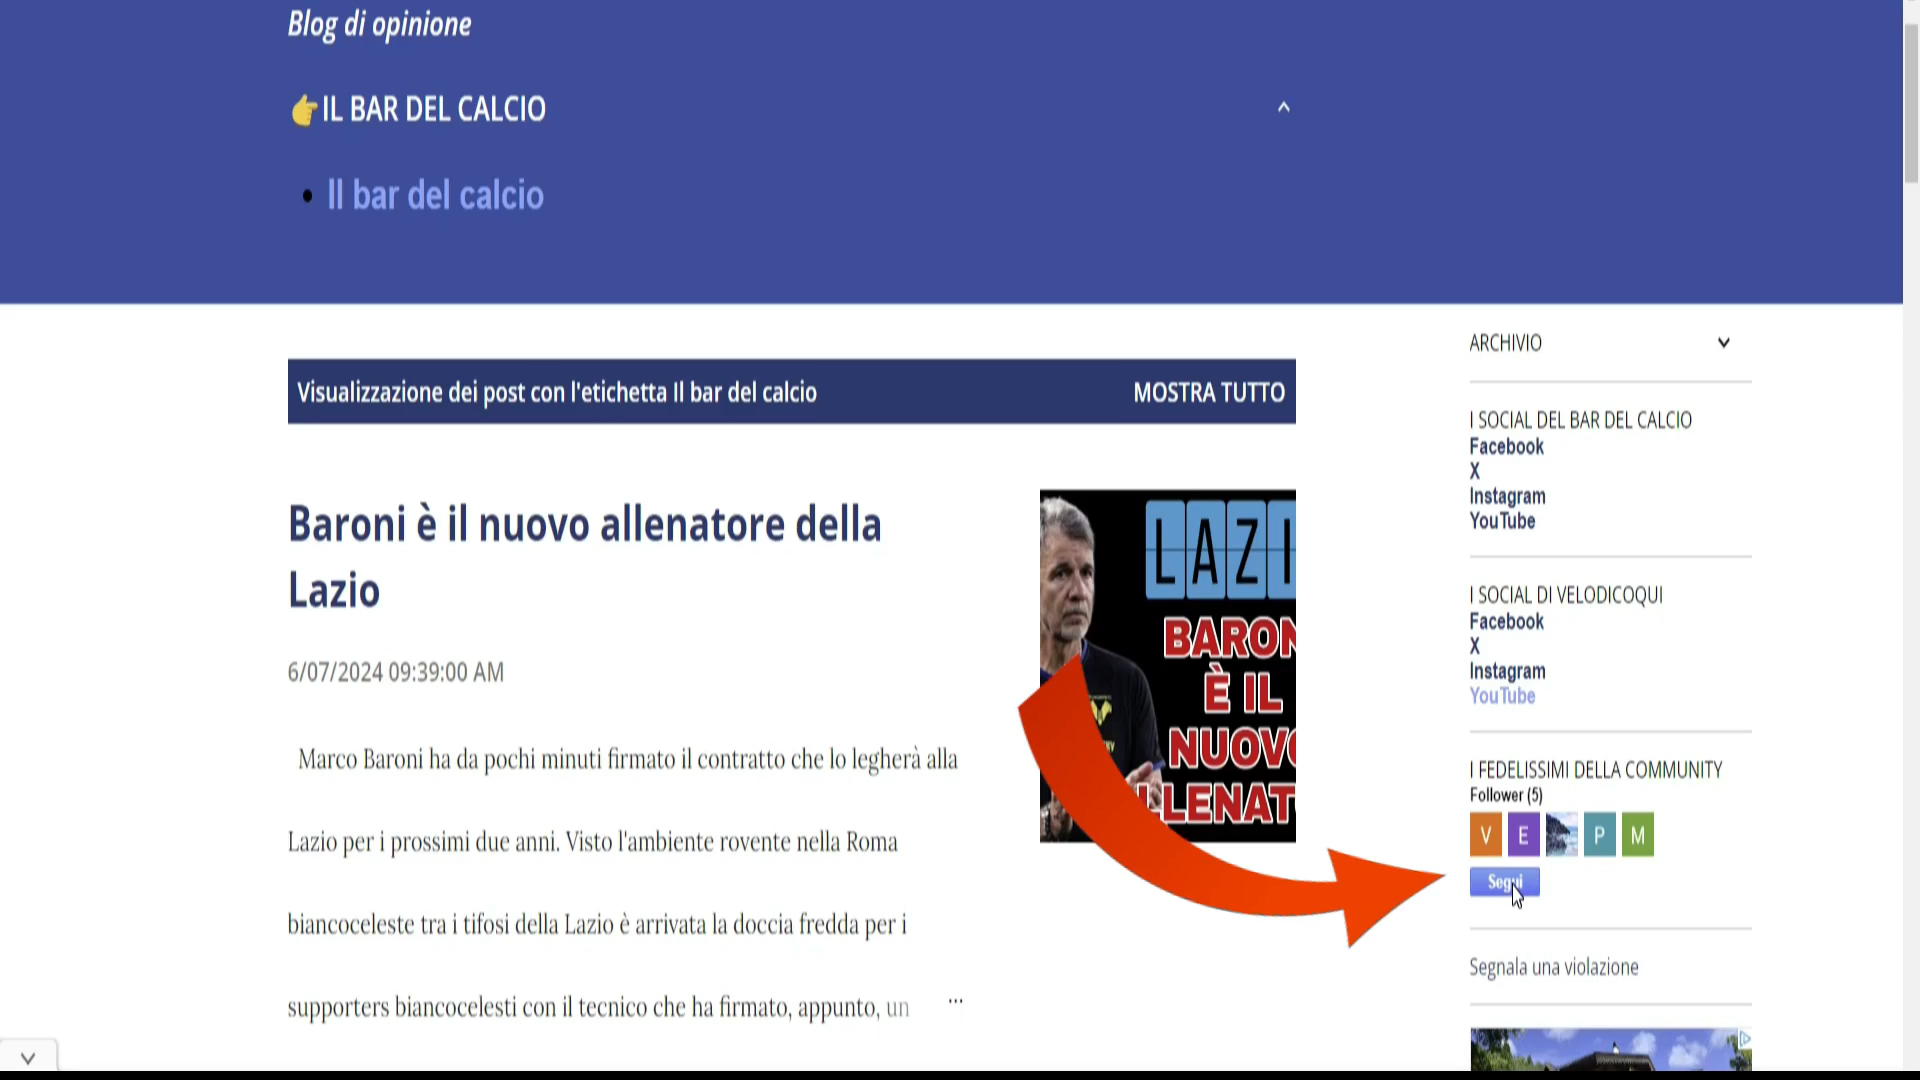 Blog di opinione
👉IL BAR DEL CALCIO
Il bar del calcio
Visualizzazione dei post con l'etichetta Il bar del calcio
MOSTRA TUTTO
Baroni è il nuovo allenatore della
Lazio
6/07/2024 09:39:00 AM
Marco Baroni ha da pochi minuti firmato il contratto che lo legherà alla
Lazio per i prossimi due anni. Visto l'ambiente rovente nella Roma
biancoceleste tra i tifosi della Lazio è arrivata la doccia fredda per i
supporters biancocelesti con il tecnico che ha firmato, appunto, un ...
LAZI
BARON
È IL
NUOVO
LLENAT
ARCHIVIO
I SOCIAL DEL BAR DEL CALCIO
Facebook
X
Instagram
YouTube
I SOCIAL DI VELODICOQUI
Facebook
X
Instagram
YouTube
I FEDELISSIMI DELLA COMMUNITY
Follower (5)
V E P M
Segui
Segnala una violazione